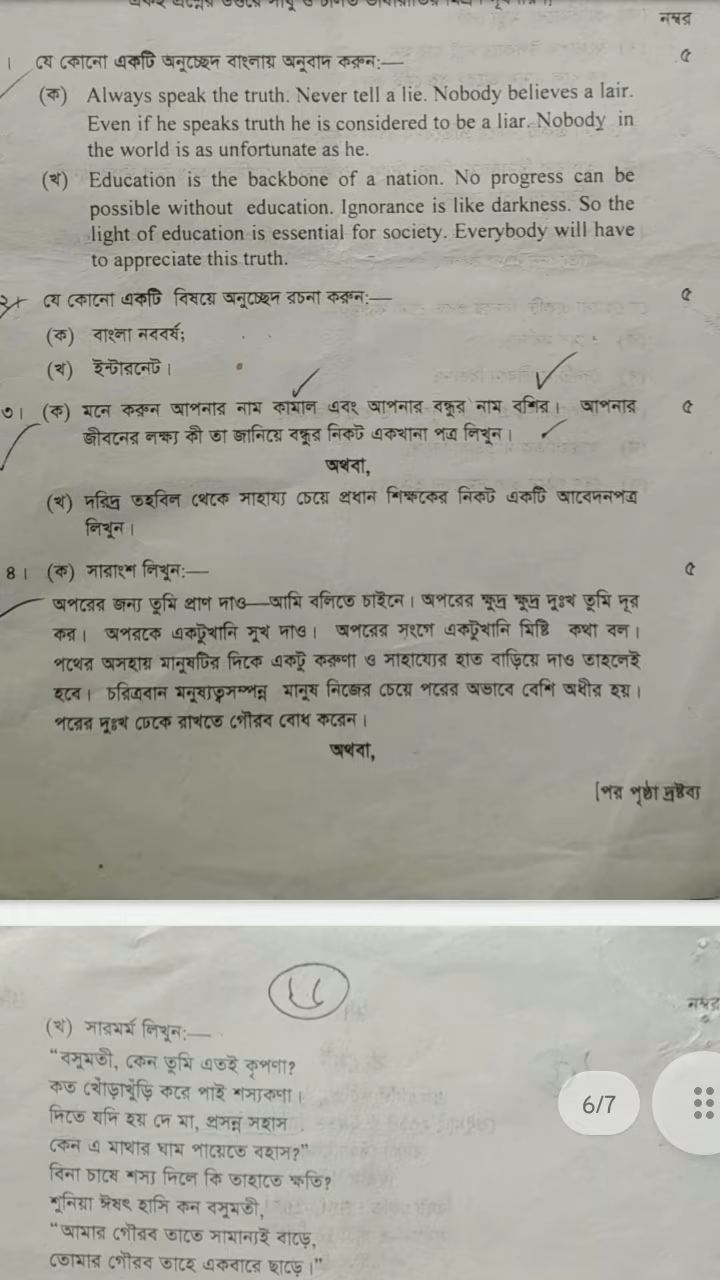 নম্বর
। যে কোনো একটি অনুচ্ছেদ বাংলায় অনুবাদ করুন:— ৫
(ক) Always speak the truth. Never tell a lie. Nobody believes a lair.
Even if he speaks truth he is considered to be a liar. Nobody in
the world is as unfortunate as he.
(খ) Education is the backbone of a nation. No progress can be
possible without education. Ignorance is like darkness. So the
light of education is essential for society. Everybody will have
to appreciate this truth.
২। যে কোনো একটি বিষয়ে অনুচ্ছেদ রচনা করুন:— ৫
(ক) বাংলা নববর্ষ;
(খ) ইন্টারনেট।
৩। (ক) মনে করুন আপনার নাম কামাল এবং আপনার বন্ধুর নাম বশির। আপনার ৫
জীবনের লক্ষ্য কী তা জানিয়ে বন্ধুর নিকট একখানা পত্র লিখুন।
অথবা,
(খ) দরিদ্র তহবিল থেকে সাহায্য চেয়ে প্রধান শিক্ষকের নিকট একটি আবেদনপত্র
লিখুন।
৪। (ক) সারাংশ লিখুন:— ৫
অপরের জন্য তুমি প্রাণ দাও—আমি বলিতে চাইনে। অপরের ক্ষুদ্র ক্ষুদ্র দুঃখ তুমি দূর
কর। অপরকে একটুখানি সুখ দাও। অপরের সংগে একটুখানি মিষ্টি কথা বল।
পথের অসহায় মানুষটির দিকে একটু করুণা ও সাহায্যের হাত বাড়িয়ে দাও তাহলেই
হবে। চরিত্রবান মনুষ্যত্বসম্পন্ন মানুষ নিজের চেয়ে পরের অভাবে বেশি অধীর হয়।
পরের দুঃখ ঢেকে রাখতে গৌরব বোধ করেন।
অথবা,
[পর পৃষ্ঠা দ্রষ্টব্য
নম্বর
(খ) সারমর্ম লিখুন:—
"বসুমতী, কেন তুমি এতই কৃপণা?
কত খোঁড়াখুঁড়ি করে পাই শস্যকণা।
দিতে যদি হয় দে মা, প্রসন্ন সহাস
কেন এ মাথার ঘাম পায়েতে বহাস?"
বিনা চাষে শস্য দিলে কি তাহাতে ক্ষতি?
শুনিয়া ঈষৎ হাসি কন বসুমতী,
"আমার গৌরব তাতে সামান্যই বাড়ে,
তোমার গৌরব তাহে একবারে ছাড়ে।"
6/7